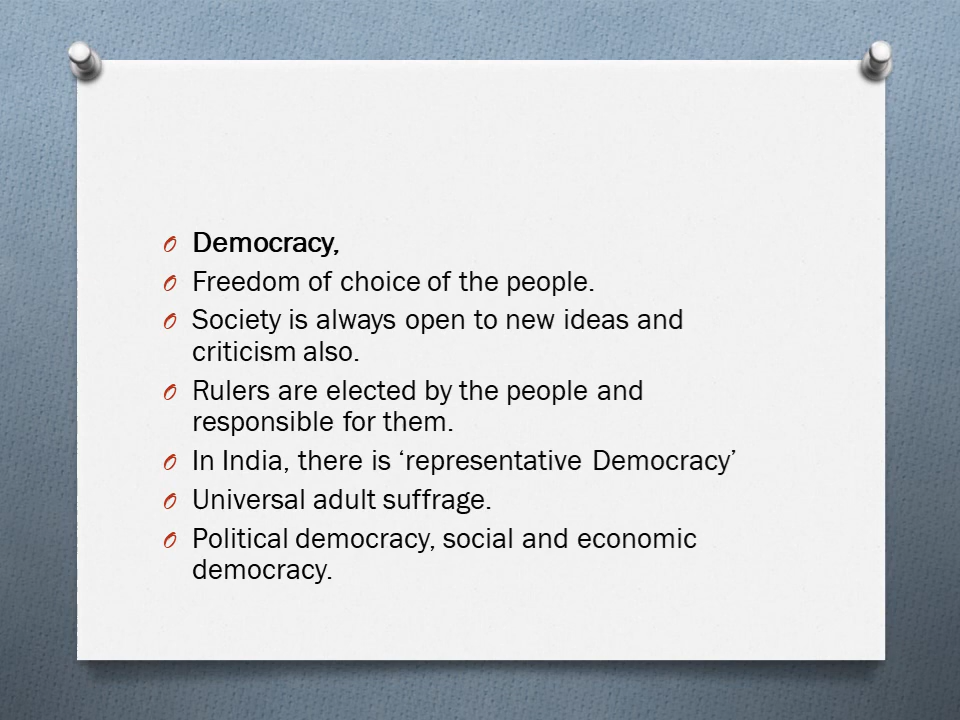 Democracy,
Freedom of choice of the people.
Society is always open to new ideas and
criticism also.
Rulers are elected by the people and
responsible for them.
In India, there is ‘representative Democracy’
Universal adult suffrage.
Political democracy, social and economic
democracy.